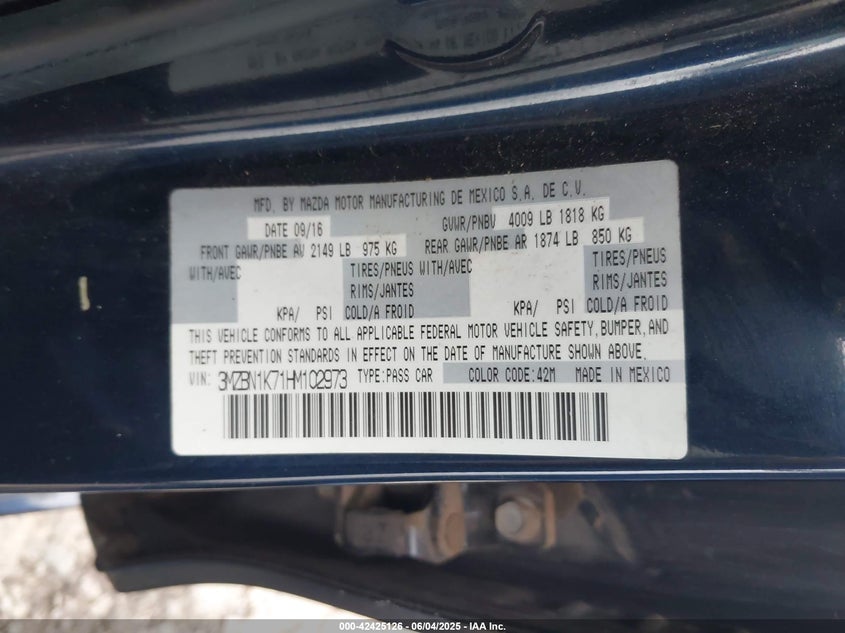 MFD. BY MAZDA MOTOR MANUFACTURING DE MEXICO S.A. DE C.V.
DATE 09/16 GVWR/PNBV 4009 LB 1818 KG
FRONT GAWR/PNBE AV 2149 LB 975 KG REAR GAWR/PNBE AR 1874 LB 850 KG
WITH/AVEC TIRES/PNEUS WITH/AVEC TIRES/PNEUS
RIMS/JANTES RIMS/JANTES
KPA/ PSI COLD/A FROID KPA/ PSI COLD/A FROID
THIS VEHICLE CONFORMS TO ALL APPLICABLE FEDERAL MOTOR VEHICLE SAFETY, BUMPER, AND
THEFT PREVENTION STANDARDS IN EFFECT ON THE DATE OF MANUFACTURE SHOWN ABOVE.
VIN: 3MZBN1K71HM102973 TYPE:PASS CAR COLOR CODE:42M MADE IN MEXICO
000-42425126 - 06/04/2025 - IAA Inc.